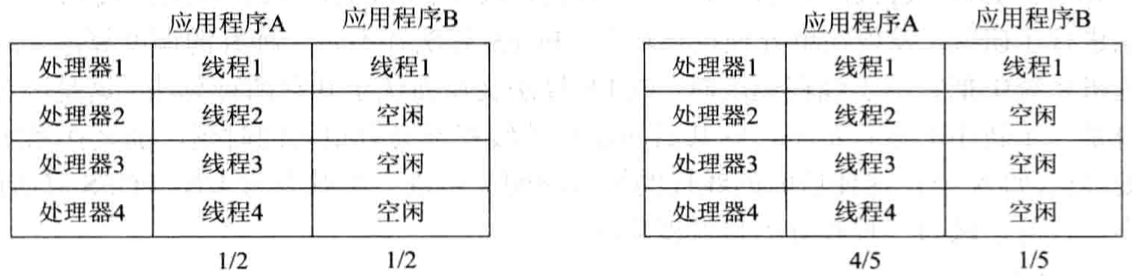 应用程序A 应用程序B
处理器1 线程1 线程1
处理器2 线程2 空闲
处理器3 线程3 空闲
处理器4 线程4 空闲
1/2 1/2
应用程序A 应用程序B
处理器1 线程1 线程1
处理器2 线程2 空闲
处理器3 线程3 空闲
处理器4 线程4 空闲
4/5 1/5